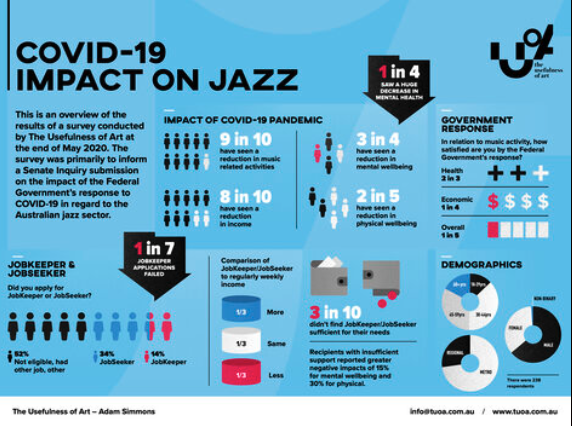 COVID-19
IMPACT ON JAZZ
This is an overview of the
results of a survey conducted
by The Usefulness of Art at
the end of May 2020. The
survey was primarily to inform
a Senate Inquiry submission
on the impact of the Federal
Government's response to
COVID-19 in regard to the
Australian jazz sector.
1 in 4
SAW A HUGE
DECREASE IN
MENTAL HEALTH
the
usefulness
of art
IMPACT OF COVID-19 PANDEMIC
9 in 10
have seen a
reduction in music
related activities
3 in 4
have seen a
reduction in
mental wellbeing
8 in 10
have seen a
reduction
in income
2 in 5
have seen a
reduction in
physical wellbeing
GOVERNMENT
RESPONSE
In relation to music activity, how
satisfied are you by the Federal
Government's response?
Health
2 in 3
Economic
1 in 4
$ $ $ $
Overall
1 in 5
JOBKEEPER &
JOBSEEKER
Did you apply for
JobKeeper or JobSeeker?
1 in 7
JOBKEEPER
APPLICATIONS
FAILED
52%
Not eligible, had
other job, other
34%
JobSeeker
14%
JobKeeper
Comparison of
JobKeeper/JobSeeker
to regularly weekly
income
1/3 More
1/3 Same
1/3 Less
3 in 10
didn't find JobKeeper/JobSeeker
sufficient for their needs
Recipients with insufficient
support reported greater
negative impacts of 15%
for mental wellbeing and
30% for physical.
DEMOGRAPHICS
NON-BINARY
FEMALE
MALE
REGIONAL
METRO
There were 239
respondents
The Usefulness of Art – Adam Simmons
info@tuoa.com.au / www.tuoa.com.au